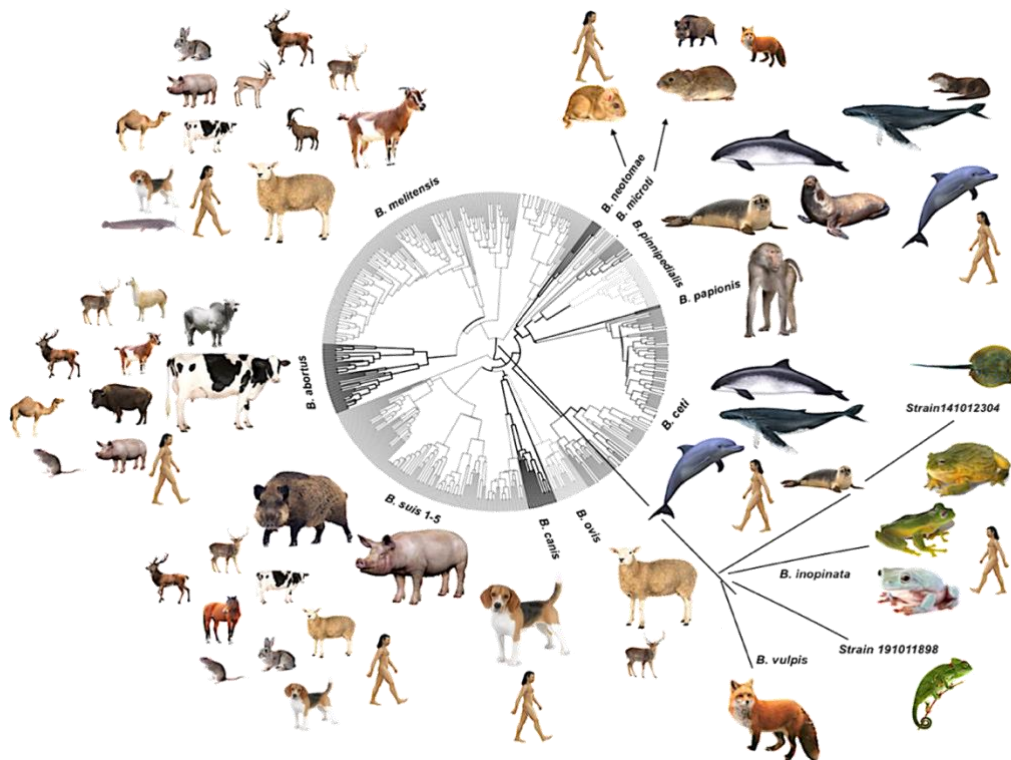 B. neotomae
B. microti
B. melitensis
B. pinnipedialis
B. papionis
B. abortus
Strain141012304
B. ceti
B. suis 1-5
B. canis
B. ovis
B. inopinata
Strain 191011898
B. vulpis